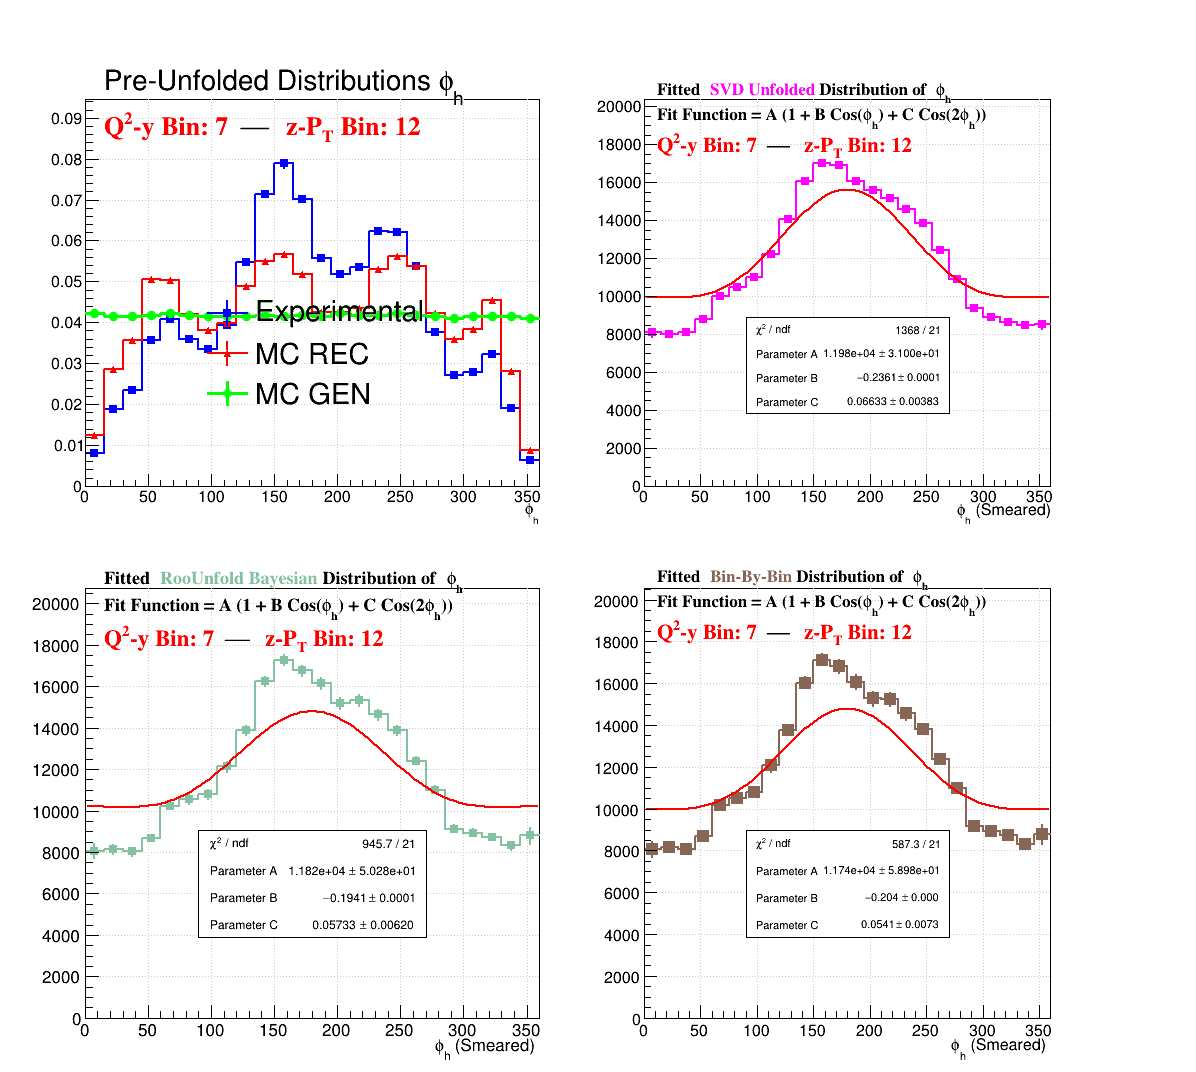 Pre-Unfolded Distributions ϕh
Q2-y Bin: 7 — z-PT Bin: 12
0.09
0.08
0.07
0.06
0.05
0.04
0.03
0.02
0.01
0
Experimental
MC REC
MC GEN
0 50 100 150 200 250 300
ϕh
Fitted SVD Unfolded Distribution of ϕh
Fit Function = A (1 + B Cos(ϕh) + C Cos(2ϕh))
Q2-y Bin: 7 — z-PT Bin: 12
20000
18000
16000
14000
12000
10000
8000
6000
4000
2000
0
χ2 / ndf 1368 / 21
Parameter A 1.198e+04 ± 3.100e+01
Parameter B −0.2361 ± 0.0001
Parameter C 0.06633 ± 0.00383
0 50 100 150 200 250 300 350
ϕh (Smeared)
Fitted RooUnfold Bayesian Distribution of ϕh
Fit Function = A (1 + B Cos(ϕh) + C Cos(2ϕh))
Q2-y Bin: 7 — z-PT Bin: 12
20000
18000
16000
14000
12000
10000
8000
6000
4000
2000
0
χ2 / ndf 945.7 / 21
Parameter A 1.182e+04 ± 5.028e+01
Parameter B −0.1941 ± 0.0001
Parameter C 0.05733 ± 0.00620
0 50 100 150 200 250 300 350
ϕh (Smeared)
Fitted Bin-By-Bin Distribution of ϕh
Fit Function = A (1 + B Cos(ϕh) + C Cos(2ϕh))
Q2-y Bin: 7 — z-PT Bin: 12
20000
18000
16000
14000
12000
10000
8000
6000
4000
2000
0
χ2 / ndf 587.3 / 21
Parameter A 1.174e+04 ± 5.898e+01
Parameter B −0.204 ± 0.000
Parameter C 0.0541 ± 0.0073
0 50 100 150 200 250 300 350
ϕh (Smeared)